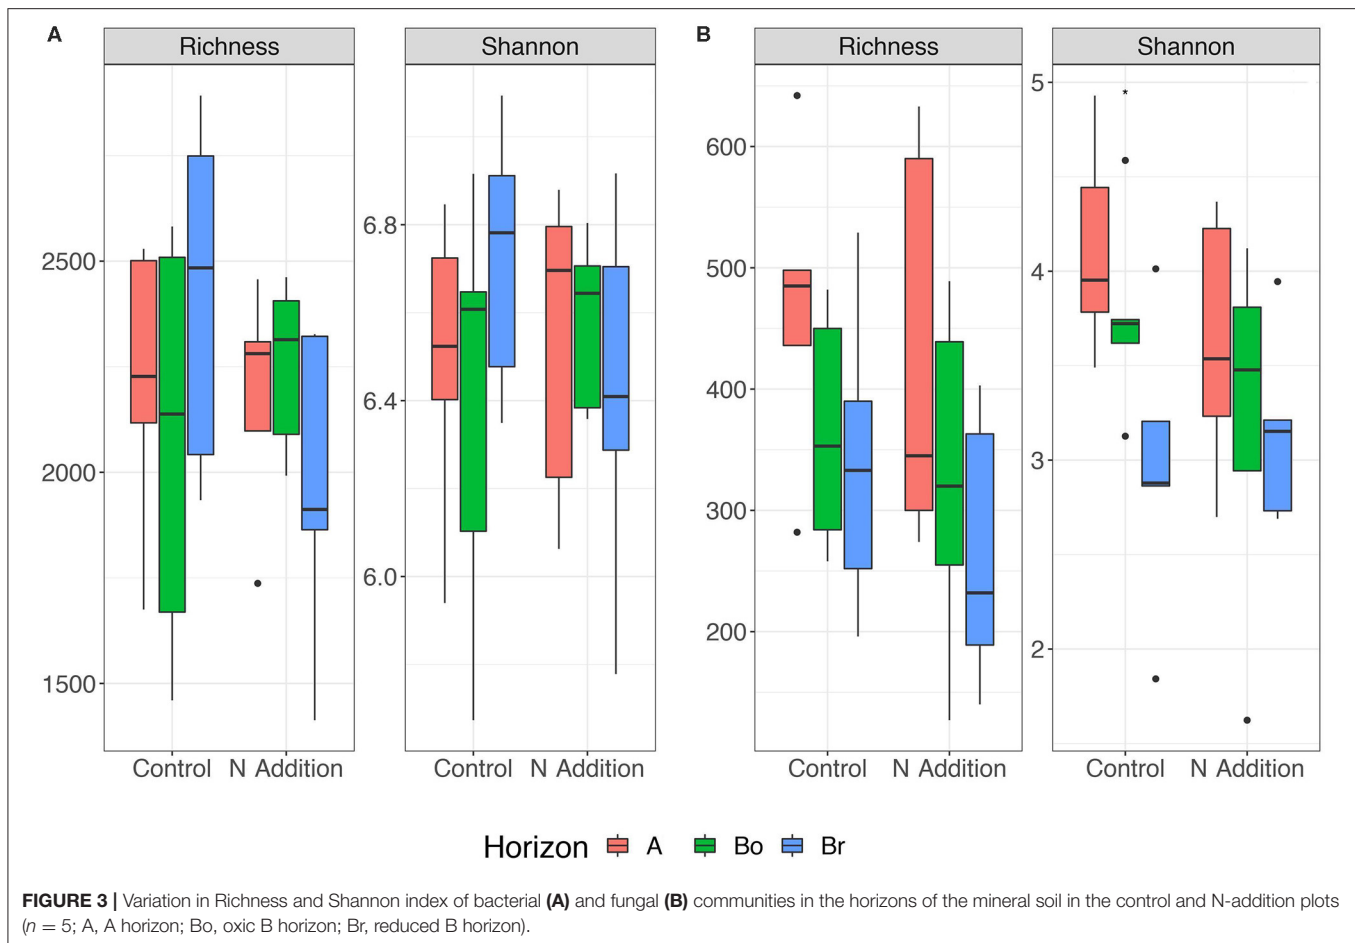 A
Richness
Shannon
2500
2000
1500
6.8
6.4
6.0
Control N Addition
Control N Addition
B
Richness
Shannon
600
500
400
300
200
5
4
3
2
*
Control N Addition
Control N Addition
Horizon A Bo Br
FIGURE 3 | Variation in Richness and Shannon index of bacterial (A) and fungal (B) communities in the horizons of the mineral soil in the control and N-addition plots
(n = 5; A, A horizon; Bo, oxic B horizon; Br, reduced B horizon).